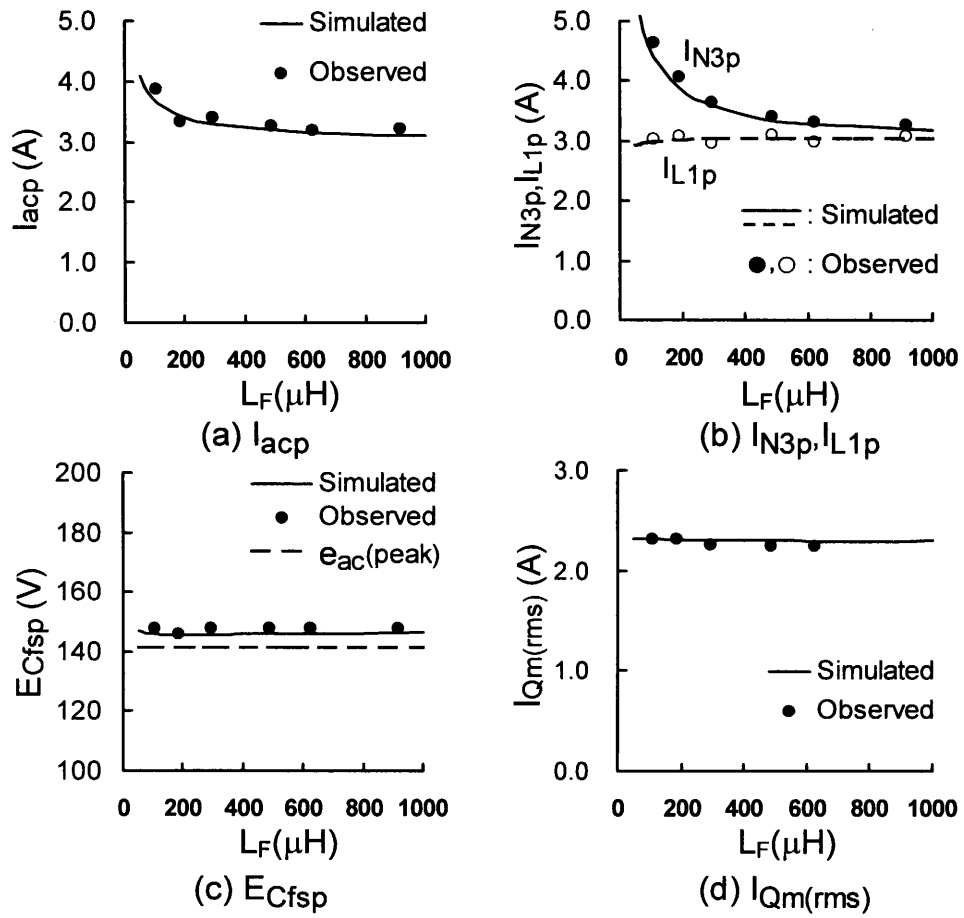 5.0
4.0
3.0
2.0
1.0
0.0
Iacp (A)
Simulated
Observed
0 200 400 600 800 1000
LF(μH)
(a) Iacp
5.0
4.0
3.0
2.0
1.0
0.0
IN3p,IL1p (A)
IN3p
IL1p
: Simulated
, : Observed
0 200 400 600 800 1000
LF(μH)
(b) IN3p,IL1p
200
180
160
140
120
100
ECfsp (V)
Simulated
Observed
eac(peak)
0 200 400 600 800 1000
LF(μH)
(c) ECfsp
3.0
2.0
1.0
0.0
IQm(rms) (A)
Simulated
Observed
0 200 400 600 800 1000
LF(μH)
(d) IQm(rms)